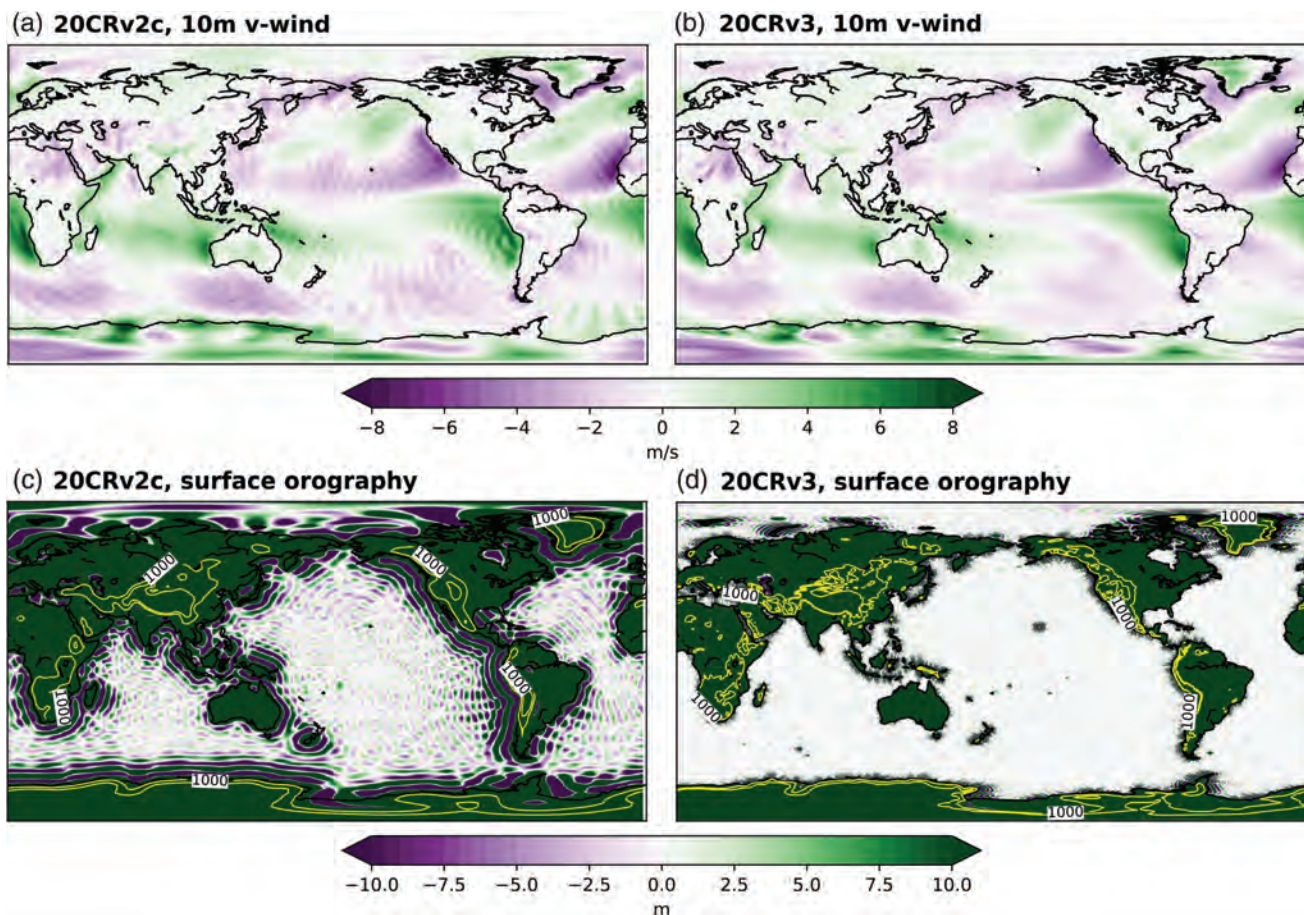 (a) 20CRv2c, 10m v-wind
(b) 20CRv3, 10m v-wind
−8 −6 −4 −2 0 2 4 6 8
m/s
(c) 20CRv2c, surface orography
(d) 20CRv3, surface orography
1000
1000
1000
1000
1000
1000
1000
1000
1000
1000
1000
1000
−10.0 −7.5 −5.0 −2.5 0.0 2.5 5.0 7.5 10.0
m